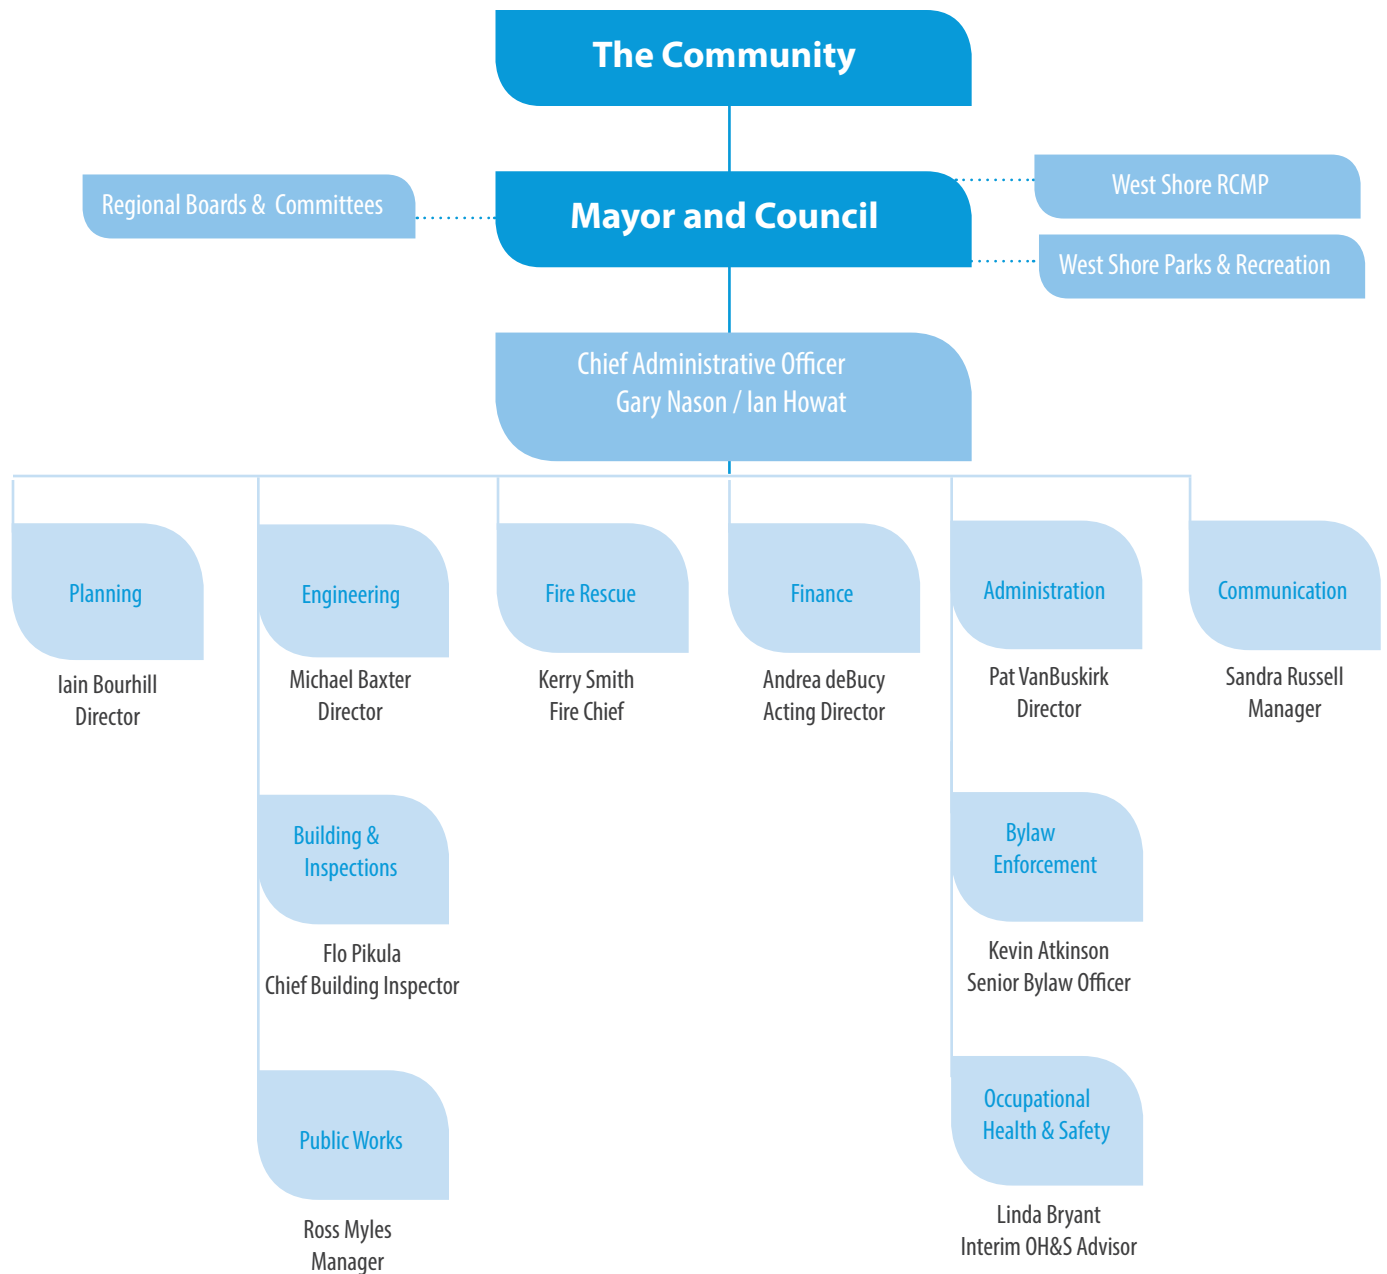 The Community
Regional Boards & Committees
Mayor and Council
West Shore RCMP
West Shore Parks & Recreation
Chief Administrative Officer
Gary Nason / Ian Howat
Planning
Iain Bourhill
Director
Engineering
Michael Baxter
Director
Fire Rescue
Kerry Smith
Fire Chief
Finance
Andrea deBucy
Acting Director
Administration
Pat VanBuskirk
Director
Communication
Sandra Russell
Manager
Building &
Inspections
Flo Pikula
Chief Building Inspector
Bylaw
Enforcement
Kevin Atkinson
Senior Bylaw Officer
Public Works
Ross Myles
Manager
Occupational
Health & Safety
Linda Bryant
Interim OH&S Advisor